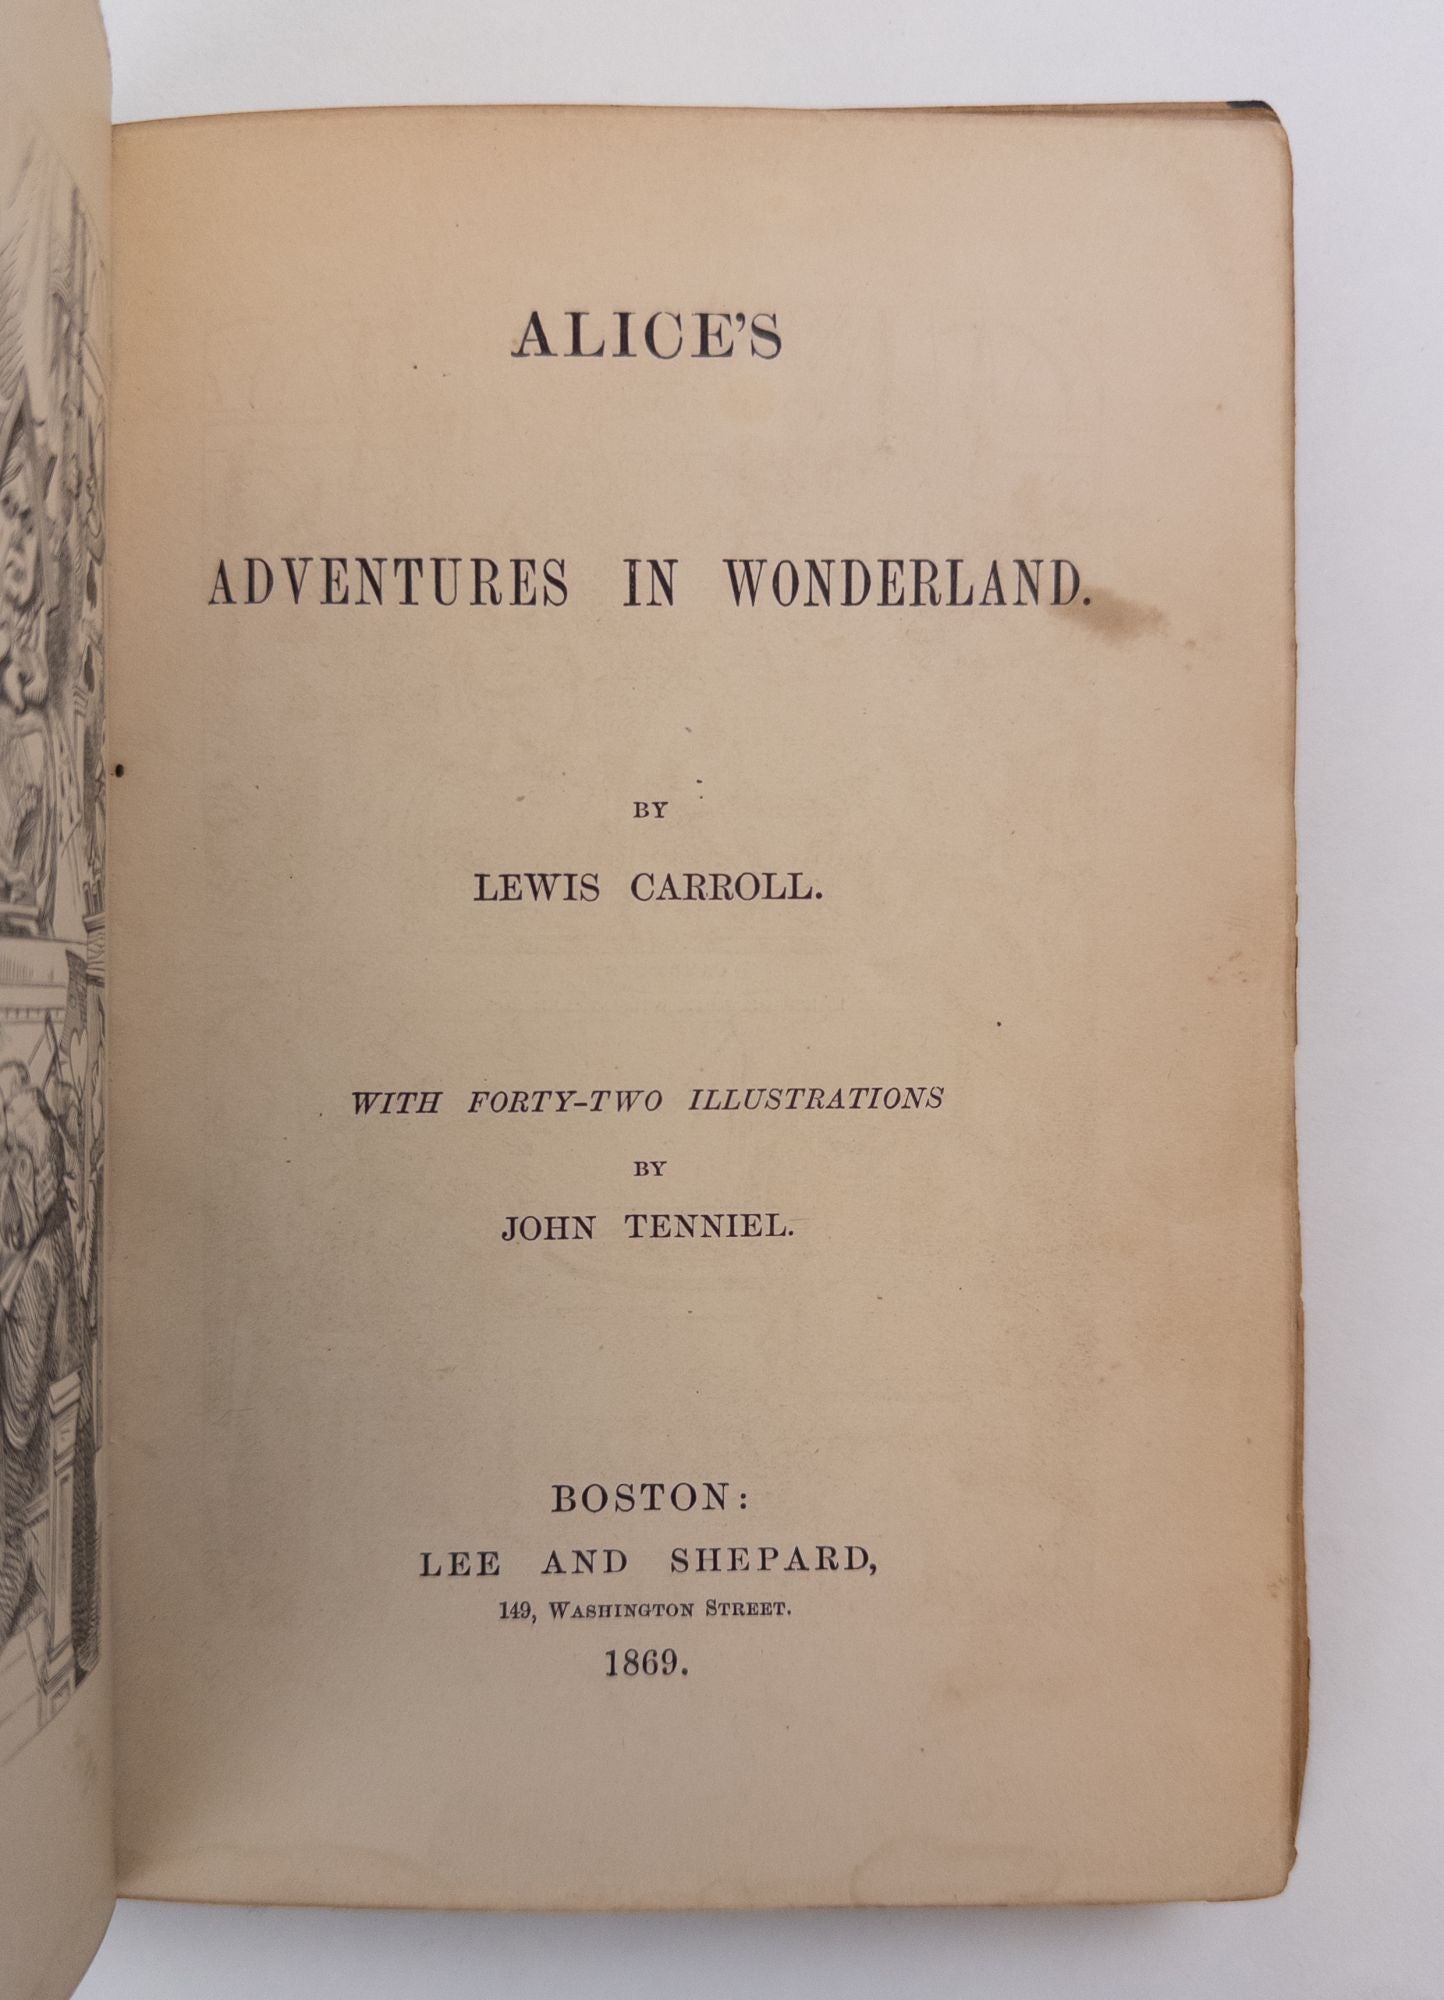 ALICE'S
ADVENTURES IN WONDERLAND.
BY
LEWIS CARROLL.
WITH FORTY-TWO ILLUSTRATIONS
BY
JOHN TENNIEL.
BOSTON:
LEE AND SHEPARD,
149, WASHINGTON STREET.
1869.